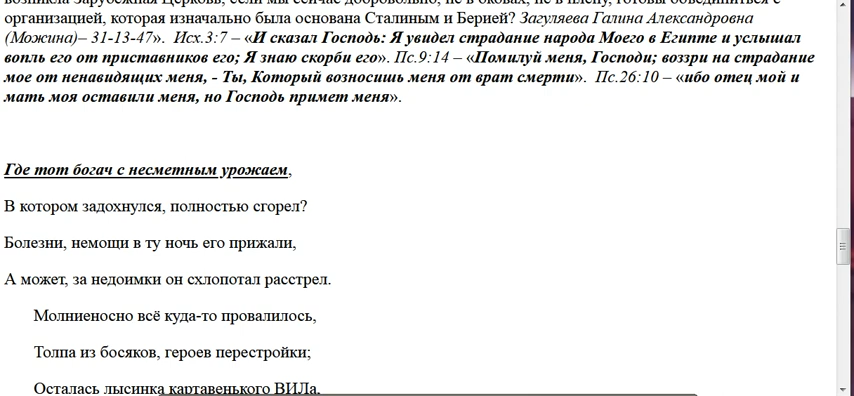 возникла Зарубежная Церковь, если мы сейчас добровольно, не в оковах, не в плену, готовы объединиться с
организацией, которая изначально была основана Сталиным и Берией? Загуляева Галина Александровна
(Можина)– 31-13-47». Исх.3:7 – «И сказал Господь: Я увидел страдание народа Моего в Египте и услышал
вопль его от приставников его; Я знаю скорби его». Пс.9:14 – «Помилуй меня, Господи; воззри на страдание
мое от ненавидящих меня, - Ты, Который возносишь меня от врат смерти». Пс.26:10 – «ибо отец мой и
мать моя оставили меня, но Господь примет меня».
Где тот богач с несметным урожаем,
В котором задохнулся, полностью сгорел?
Болезни, немощи в ту ночь его прижали,
А может, за недоимки он схлопотал расстрел.
Молниеносно всё куда-то провалилось,
Толпа из босяков, героев перестройки;
Осталась лысинка картавенького ВИЛа,